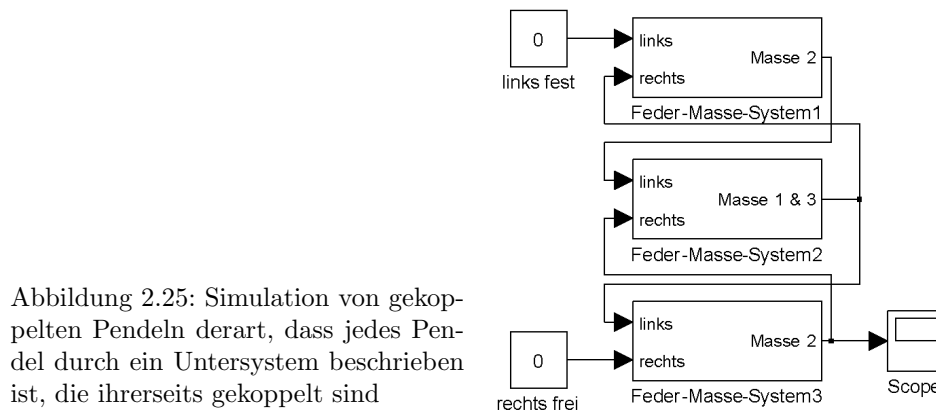 0
links fest
links
rechts
Masse 2
Feder-Masse-System1
links
rechts
Masse 1 & 3
Feder-Masse-System2
0
rechts frei
links
rechts
Masse 2
Feder-Masse-System3
Scope
Abbildung 2.25: Simulation von gekop-
pelten Pendeln derart, dass jedes Pen-
del durch ein Untersystem beschrieben
ist, die ihrerseits gekoppelt sind